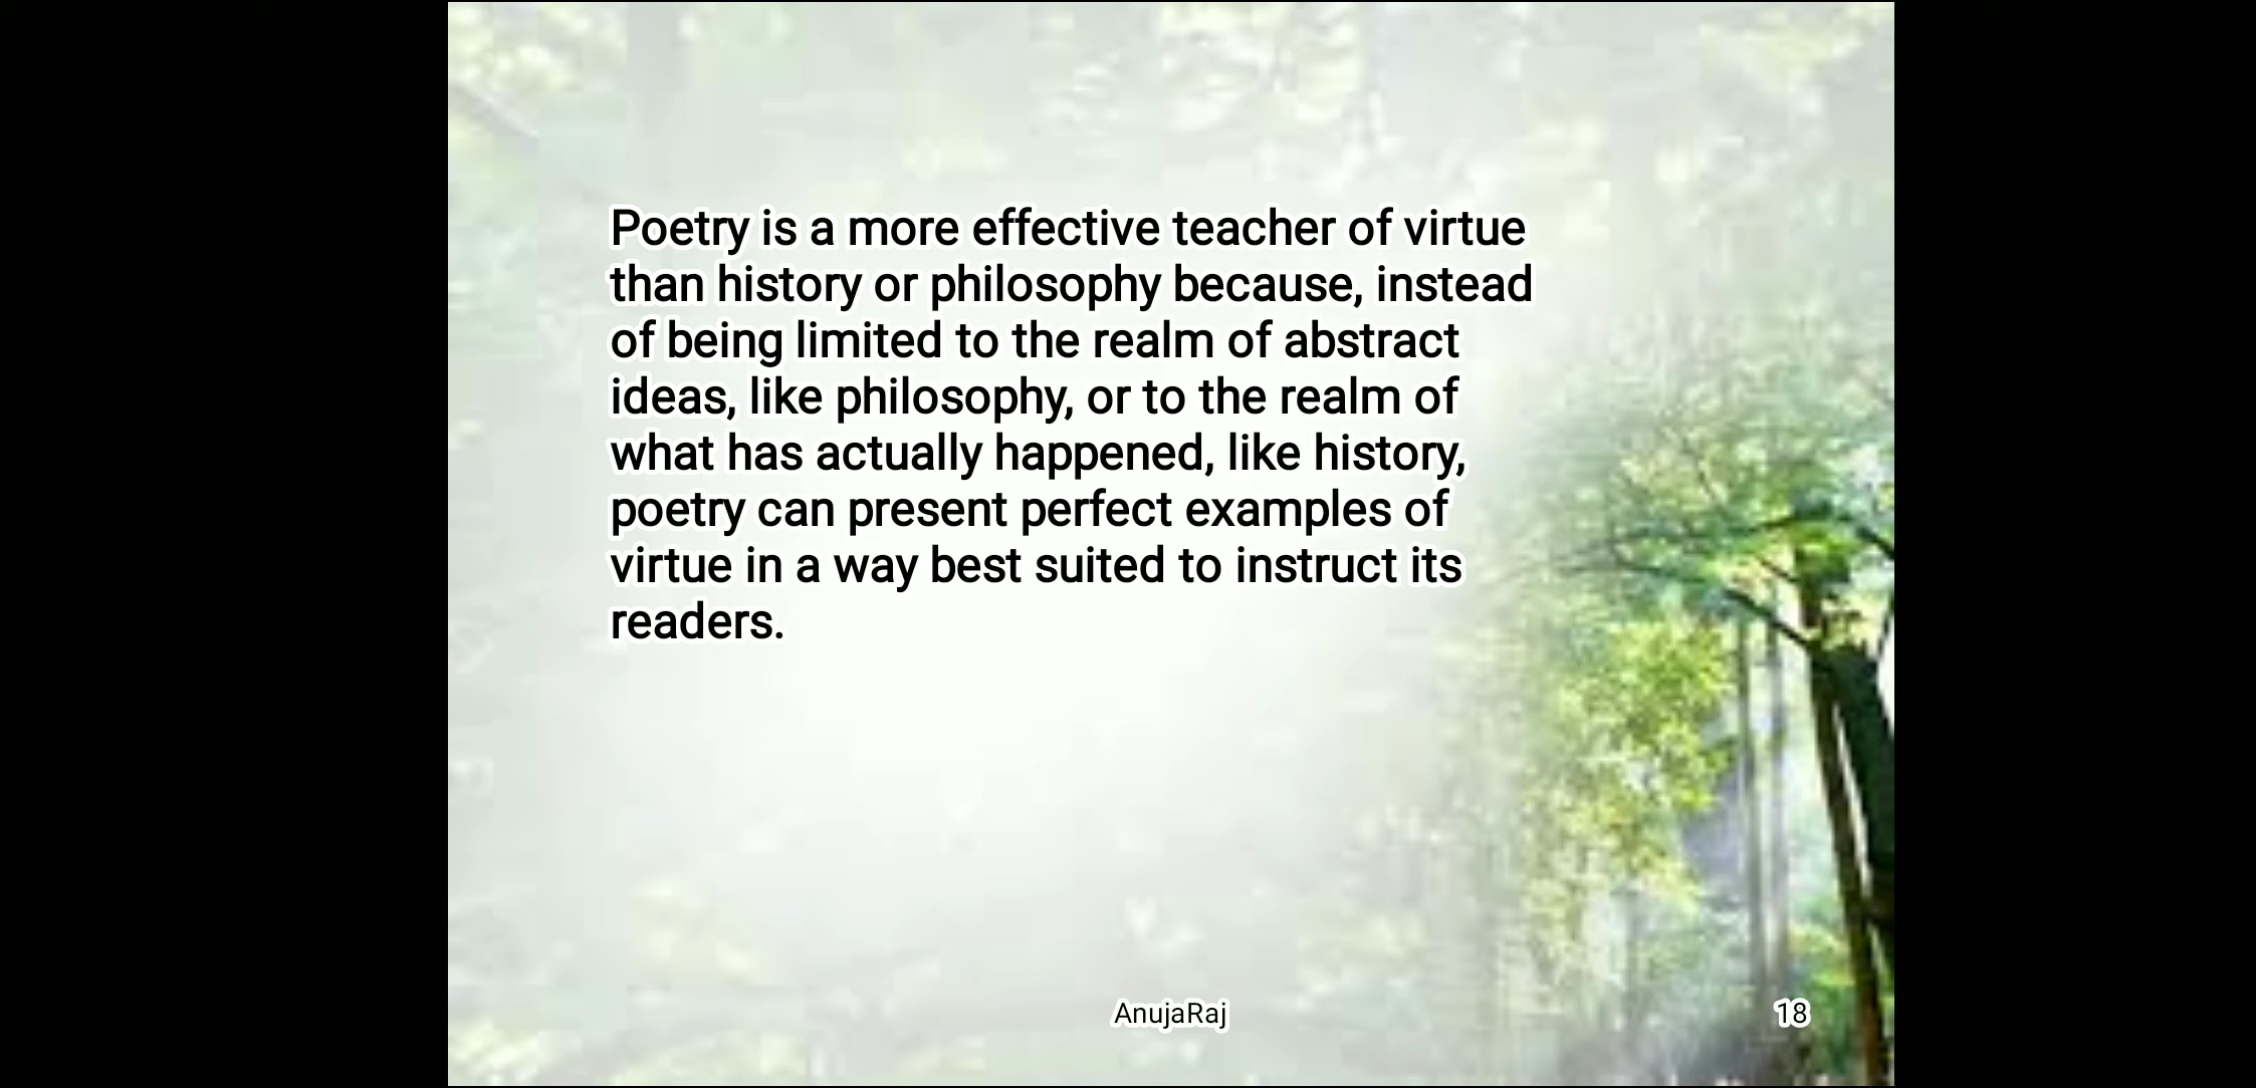 Poetry is a more effective teacher of virtue
than history or philosophy because, instead
of being limited to the realm of abstract
ideas, like philosophy, or to the realm of
what has actually happened, like history,
poetry can present perfect examples of
virtue in a way best suited to instruct its
readers.
AnujaRaj
18